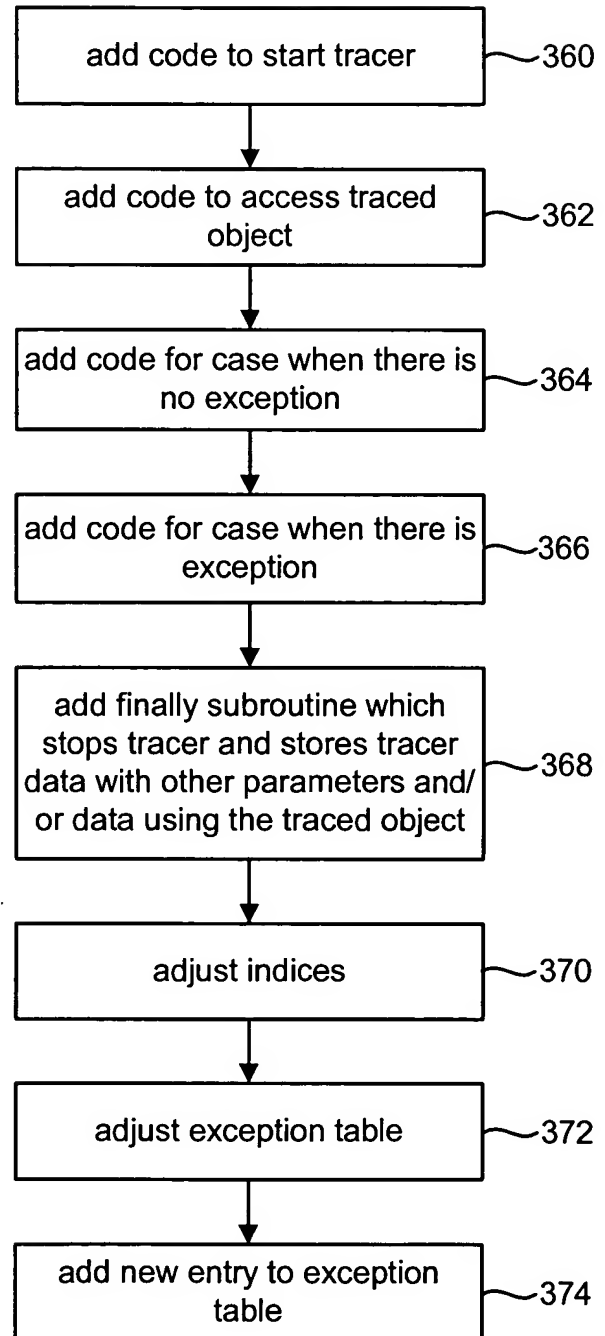 add code to start tracer
360
add code to access traced
object
362
add code for case when there is
no exception
364
add code for case when there is
exception
366
add finally subroutine which
stops tracer and stores tracer
data with other parameters and/
or data using the traced object
368
adjust indices
370
adjust exception table
372
add new entry to exception
table
374